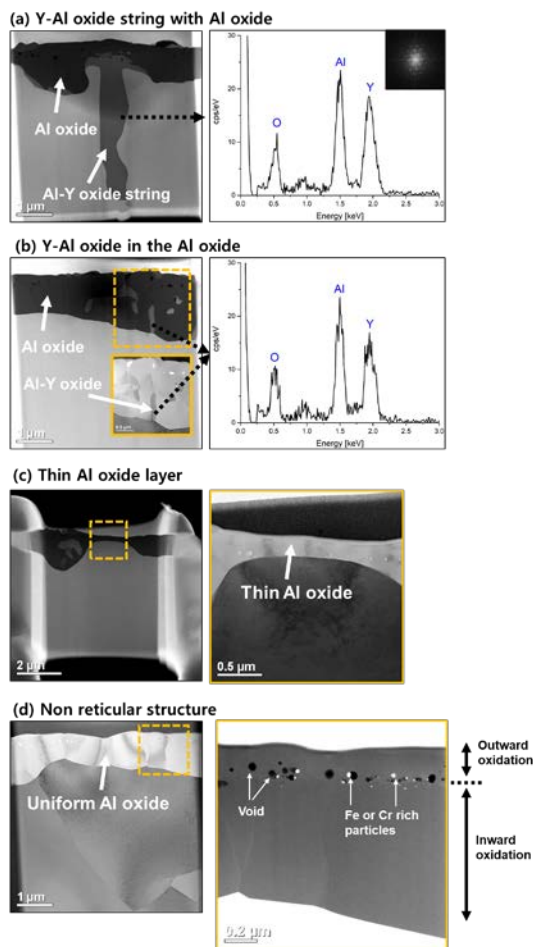 (a) Y-Al oxide string with Al oxide
Al oxide
Al-Y oxide string
1 μm
cps/eV
30
20
10
0
O
Al
Y
0.0 0.5 1.0 1.5 2.0 2.5 3.0
Energy [keV]
(b) Y-Al oxide in the Al oxide
Al oxide
Al-Y oxide
1 μm
cps/eV
30
20
10
0
O
Al
Y
0.0 0.5 1.0 1.5 2.0 2.5 3.0
Energy [keV]
(c) Thin Al oxide layer
2 μm
Thin Al oxide
0.5 μm
(d) Non reticular structure
Uniform Al oxide
1 μm
Void
Fe or Cr rich
particles
0.2 μm
Outward
oxidation
Inward
oxidation